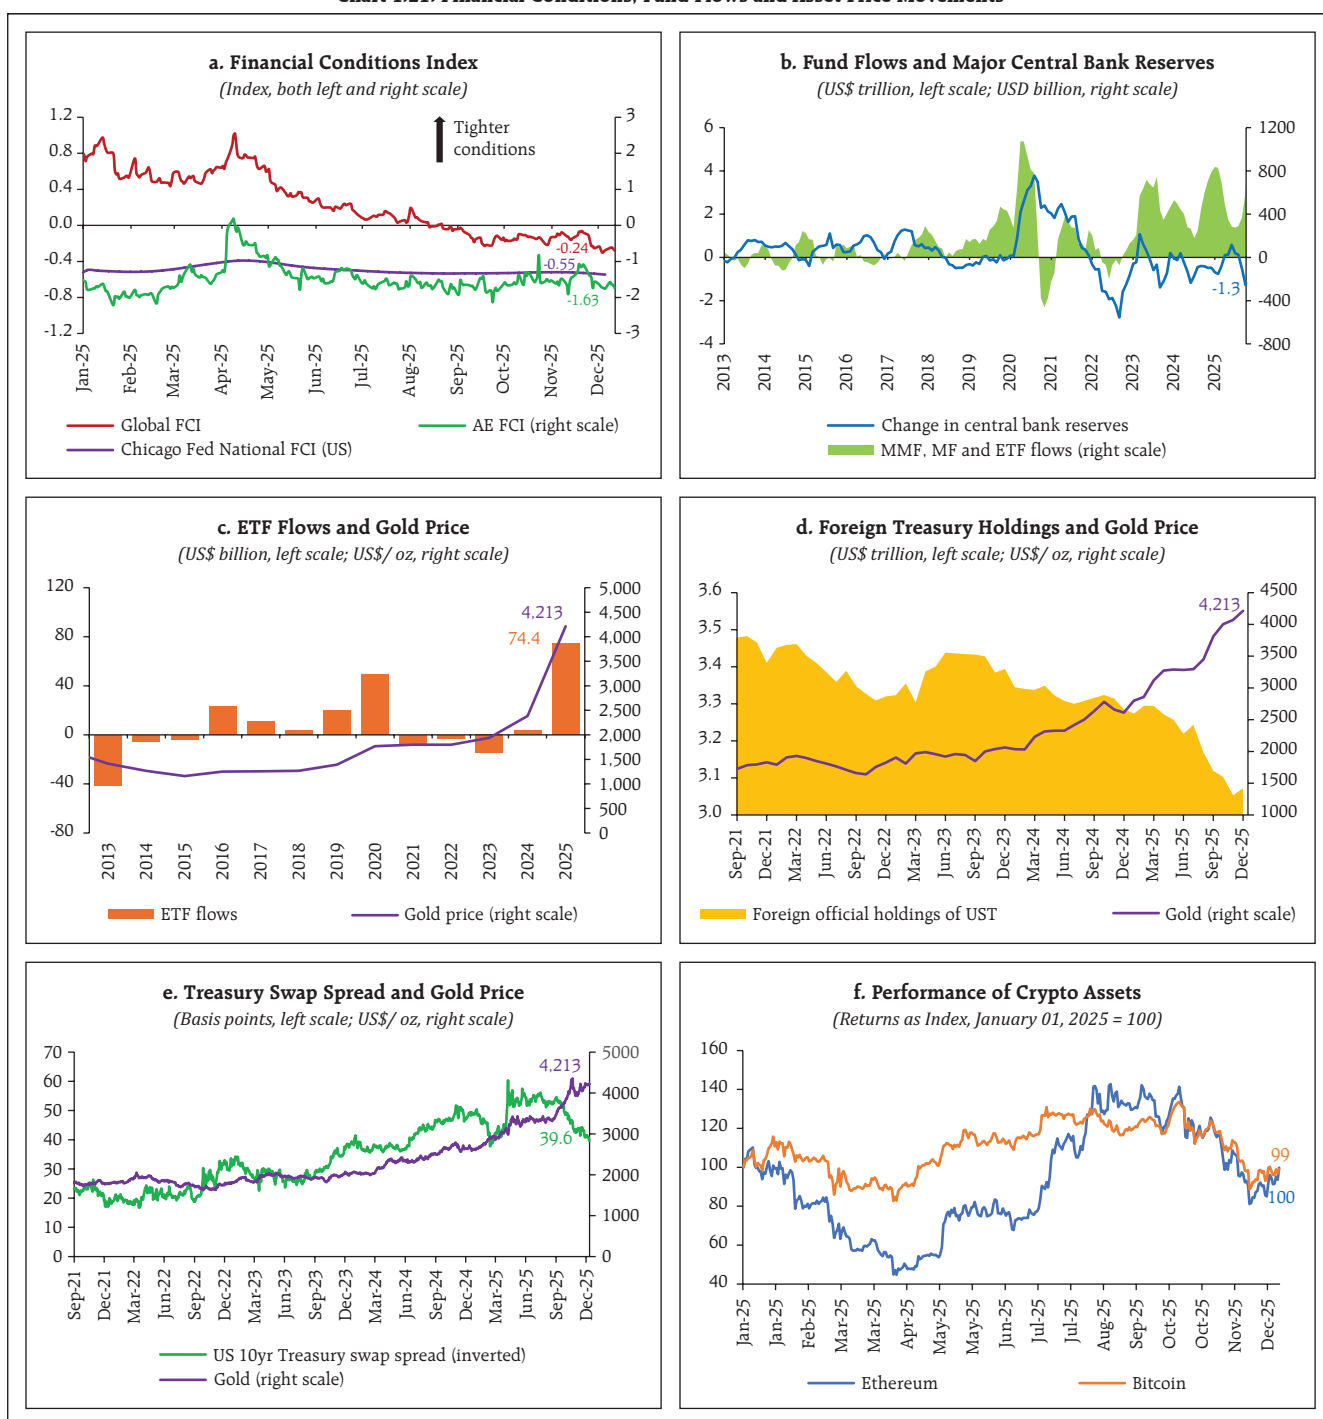 Chart 1.21: Financial Conditions, Fund Flows and Asset Price Movements
a. Financial Conditions Index
(Index, both left and right scale)
1.2
0.8
0.4
0.0
-0.4
-0.8
-1.2
3
2
1
0
-1
-2
-3
Tighter
conditions
-0.24
-0.55
-1.63
Jan-25
Feb-25
Mar-25
Apr-25
May-25
Jun-25
Jul-25
Aug-25
Sep-25
Oct-25
Nov-25
Dec-25
Global FCI
AE FCI (right scale)
Chicago Fed National FCI (US)
b. Fund Flows and Major Central Bank Reserves
(US$ trillion, left scale; USD billion, right scale)
6
4
2
0
-2
-4
1200
800
400
0
-400
-800
-1.3
2013
2014
2015
2016
2017
2018
2019
2020
2021
2022
2023
2024
2025
Change in central bank reserves
MMF, MF and ETF flows (right scale)
c. ETF Flows and Gold Price
(US$ billion, left scale; US$/ oz, right scale)
120
80
40
0
-40
-80
5,000
4,500
4,000
3,500
3,000
2,500
2,000
1,500
1,000
500
0
4,213
74.4
2013
2014
2015
2016
2017
2018
2019
2020
2021
2022
2023
2024
2025
ETF flows
Gold price (right scale)
d. Foreign Treasury Holdings and Gold Price
(US$ trillion, left scale; US$/ oz, right scale)
3.6
3.5
3.4
3.3
3.2
3.1
3.0
4500
4000
3500
3000
2500
2000
1500
1000
4,213
Sep-21
Dec-21
Mar-22
Jun-22
Sep-22
Dec-22
Mar-23
Jun-23
Sep-23
Dec-23
Mar-24
Jun-24
Sep-24
Dec-24
Mar-25
Jun-25
Sep-25
Dec-25
Foreign official holdings of UST
Gold (right scale)
e. Treasury Swap Spread and Gold Price
(Basis points, left scale; US$/ oz, right scale)
70
60
50
40
30
20
10
0
5000
4000
3000
2000
1000
0
4,213
39.6
Sep-21
Dec-21
Mar-22
Jun-22
Sep-22
Dec-22
Mar-23
Jun-23
Sep-23
Dec-23
Mar-24
Jun-24
Sep-24
Dec-24
Mar-25
Jun-25
Sep-25
Dec-25
US 10yr Treasury swap spread (inverted)
Gold (right scale)
f. Performance of Crypto Assets
(Returns as Index, January 01, 2025 = 100)
160
140
120
100
80
60
40
99
100
Jan-25
Jan-25
Feb-25
Mar-25
Mar-25
Apr-25
May-25
May-25
Jun-25
Jul-25
Jul-25
Aug-25
Sep-25
Oct-25
Oct-25
Nov-25
Dec-25
Ethereum
Bitcoin